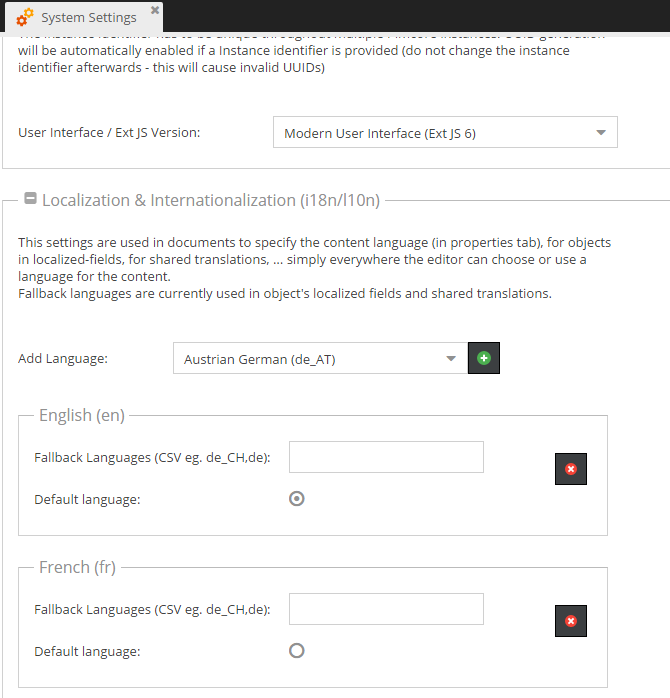 System Settings
will be automatically enabled if a Instance identifier is provided (do not change the instance
identifier afterwards - this will cause invalid UUIDs)
User Interface / Ext JS Version:
Modern User Interface (Ext JS 6)
Localization & Internationalization (i18n/l10n)
This settings are used in documents to specify the content language (in properties tab), for objects
in localized-fields, for shared translations, ... simply everywhere the editor can choose or use a
language for the content.
Fallback languages are currently used in object's localized fields and shared translations.
Add Language:
Austrian German (de_AT)
English (en)
Fallback Languages (CSV eg. de_CH,de):
Default language:
French (fr)
Fallback Languages (CSV eg. de_CH,de):
Default language: